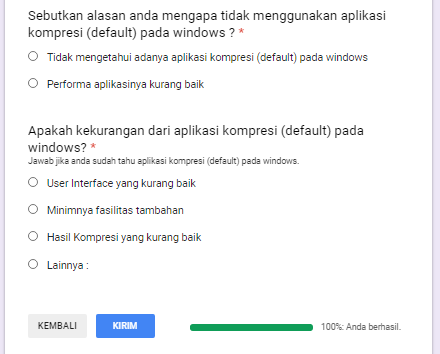 Sebutkan alasan anda mengapa tidak menggunakan aplikasi
kompresi (default) pada windows ? *
Tidak mengetahui adanya aplikasi kompresi (default) pada windows
Performa aplikasinya kurang baik
Apakah kekurangan dari aplikasi kompresi (default) pada
windows? *
Jawab jika anda sudah tahu aplikasi kompresi (default) pada windows.
User Interface yang kurang baik
Minimnya fasilitas tambahan
Hasil Kompresi yang kurang baik
Lainnya :
KEMBALI KIRIM 100%: Anda berhasil.